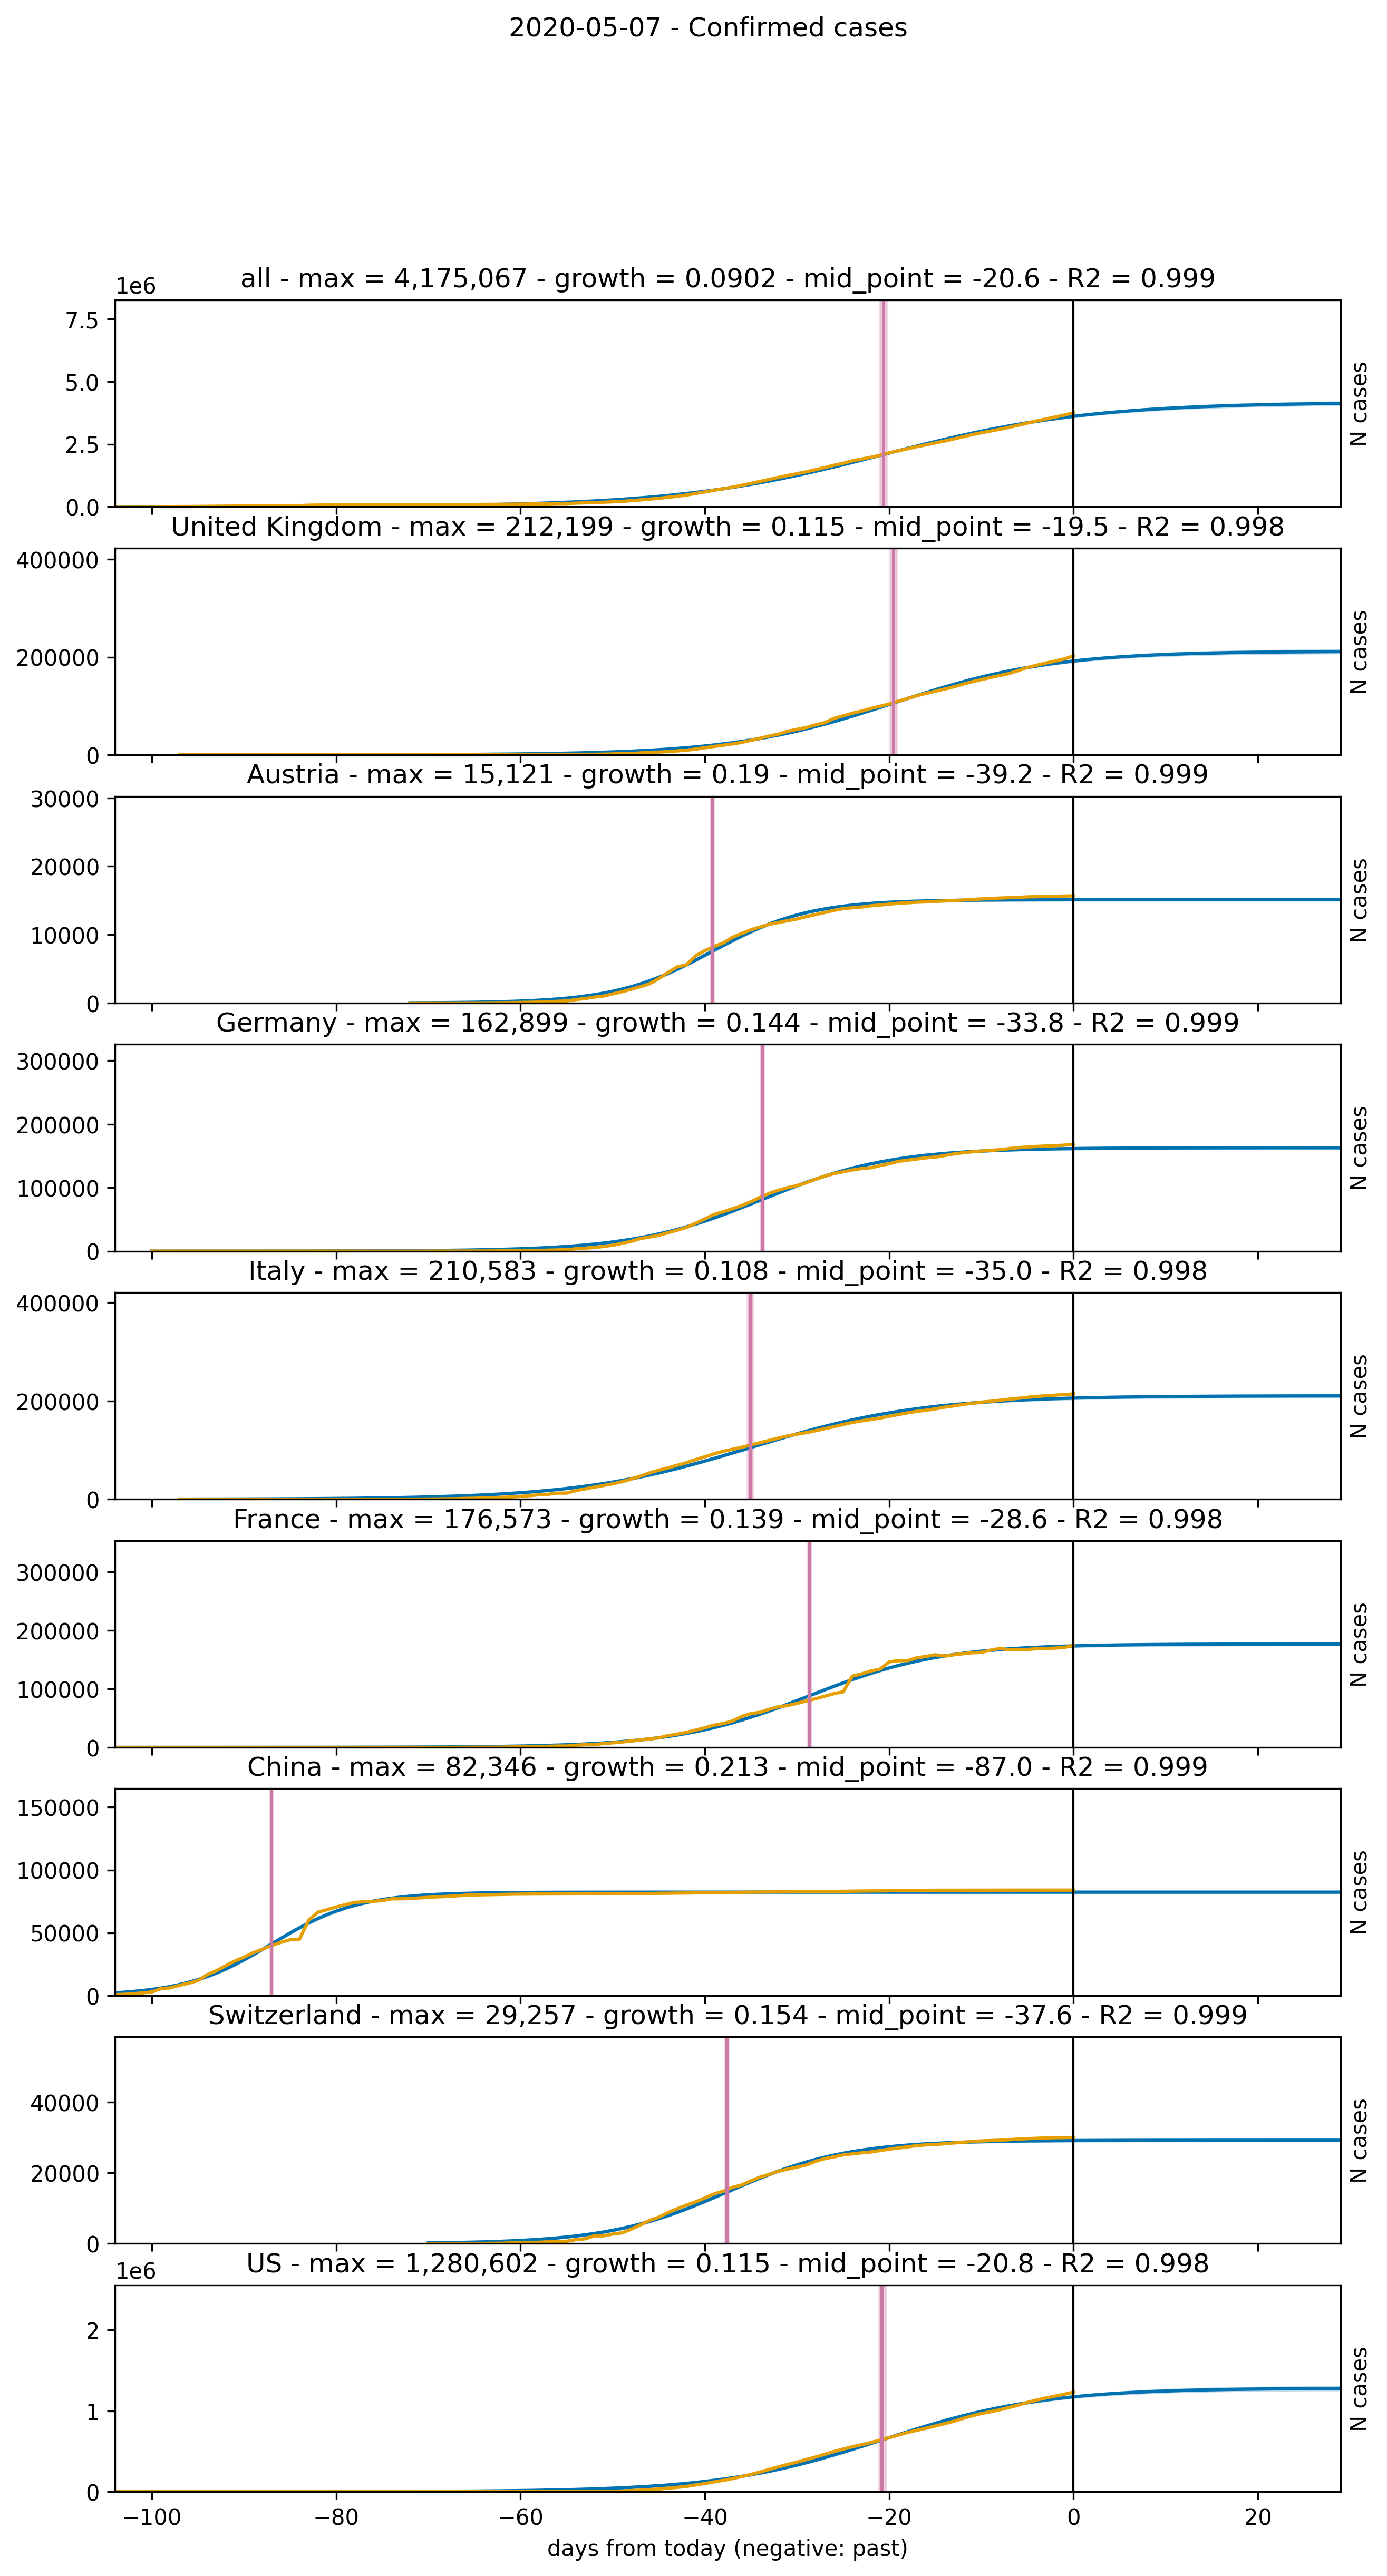 2020-05-07 - Confirmed cases
all - max = 4,175,067 - growth = 0.0902 - mid_point = -20.6 - R2 = 0.999
1e6
7.5
5.0
2.5
0.0
N cases
United Kingdom - max = 212,199 - growth = 0.115 - mid_point = -19.5 - R2 = 0.998
400000
200000
0
N cases
Austria - max = 15,121 - growth = 0.19 - mid_point = -39.2 - R2 = 0.999
30000
20000
10000
0
N cases
Germany - max = 162,899 - growth = 0.144 - mid_point = -33.8 - R2 = 0.999
300000
200000
100000
0
N cases
Italy - max = 210,583 - growth = 0.108 - mid_point = -35.0 - R2 = 0.998
400000
200000
0
N cases
France - max = 176,573 - growth = 0.139 - mid_point = -28.6 - R2 = 0.998
300000
200000
100000
0
N cases
China - max = 82,346 - growth = 0.213 - mid_point = -87.0 - R2 = 0.999
150000
100000
50000
0
N cases
Switzerland - max = 29,257 - growth = 0.154 - mid_point = -37.6 - R2 = 0.999
40000
20000
0
N cases
US - max = 1,280,602 - growth = 0.115 - mid_point = -20.8 - R2 = 0.998
1e6
2
1
0
N cases
−100 −80 −60 −40 −20 0 20
days from today (negative: past)